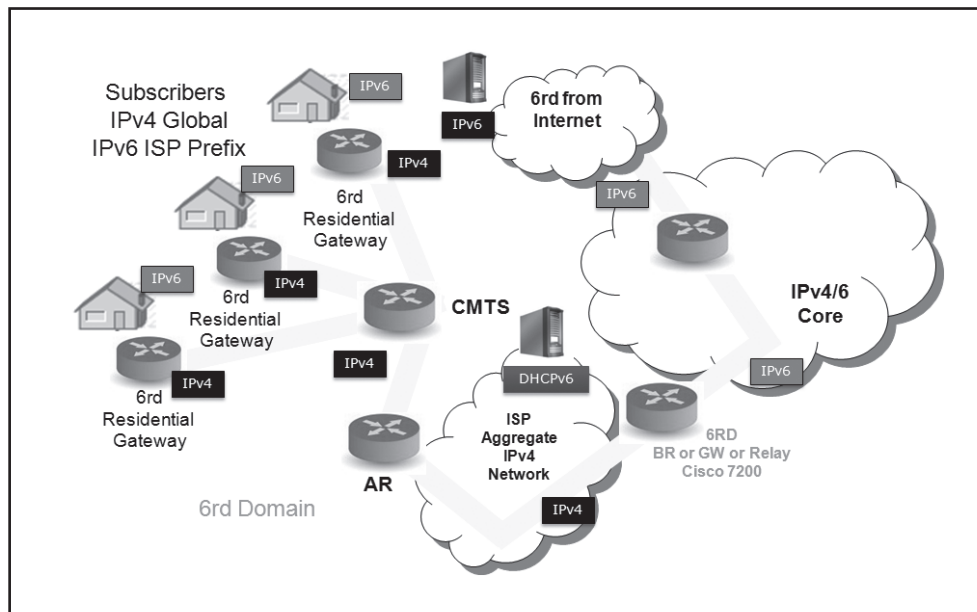 Subscribers
IPv4 Global
IPv6 ISP Prefix
IPv6
IPv4
6rd
Residential
Gateway
IPv6
IPv4
6rd
Residential
Gateway
IPv6
IPv4
6rd
Residential
Gateway
IPv6
6rd from
Internet
IPv6
IPv4/6
Core
IPv6
CMTS
IPv4
AR
DHCPv6
ISP
Aggregate
IPv4
Network
IPv4
6RD
BR or GW or Relay
Cisco 7200
6rd Domain